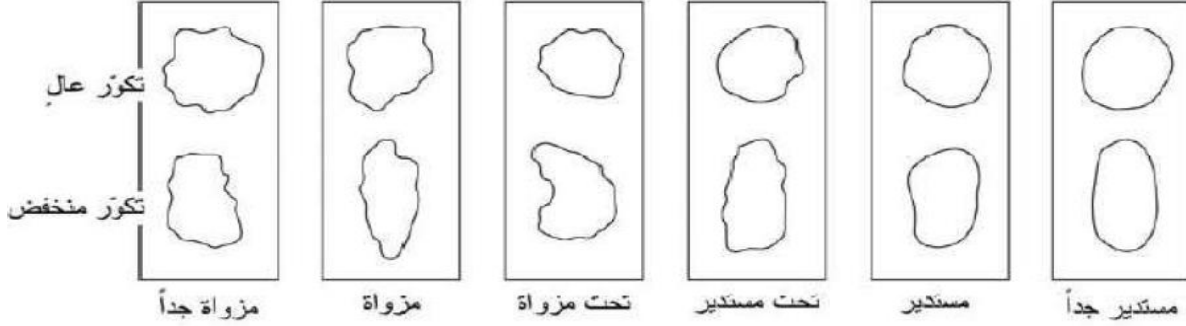 تكوّر عالٍ
تكوّر منخفض
مستدير جداً
مستدير
تحت مستدير
تحت مزواة
مزواة
مزواة جداً